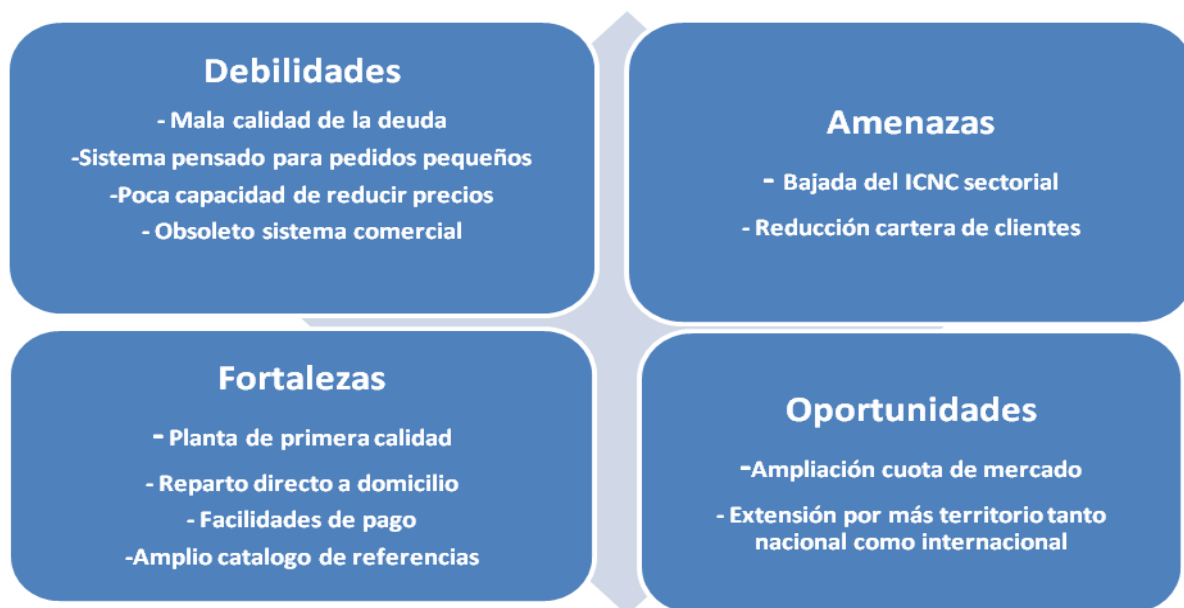 Debilidades
- Mala calidad de la deuda
-Sistema pensado para pedidos pequeños
-Poca capacidad de reducir precios
- Obsoleto sistema comercial
Amenazas
- Bajada del ICNC sectorial
- Reducción cartera de clientes
Fortalezas
- Planta de primera calidad
- Reparto directo a domicilio
- Facilidades de pago
-Amplio catalogo de referencias
Oportunidades
-Ampliación cuota de mercado
- Extensión por más territorio tanto
nacional como internacional